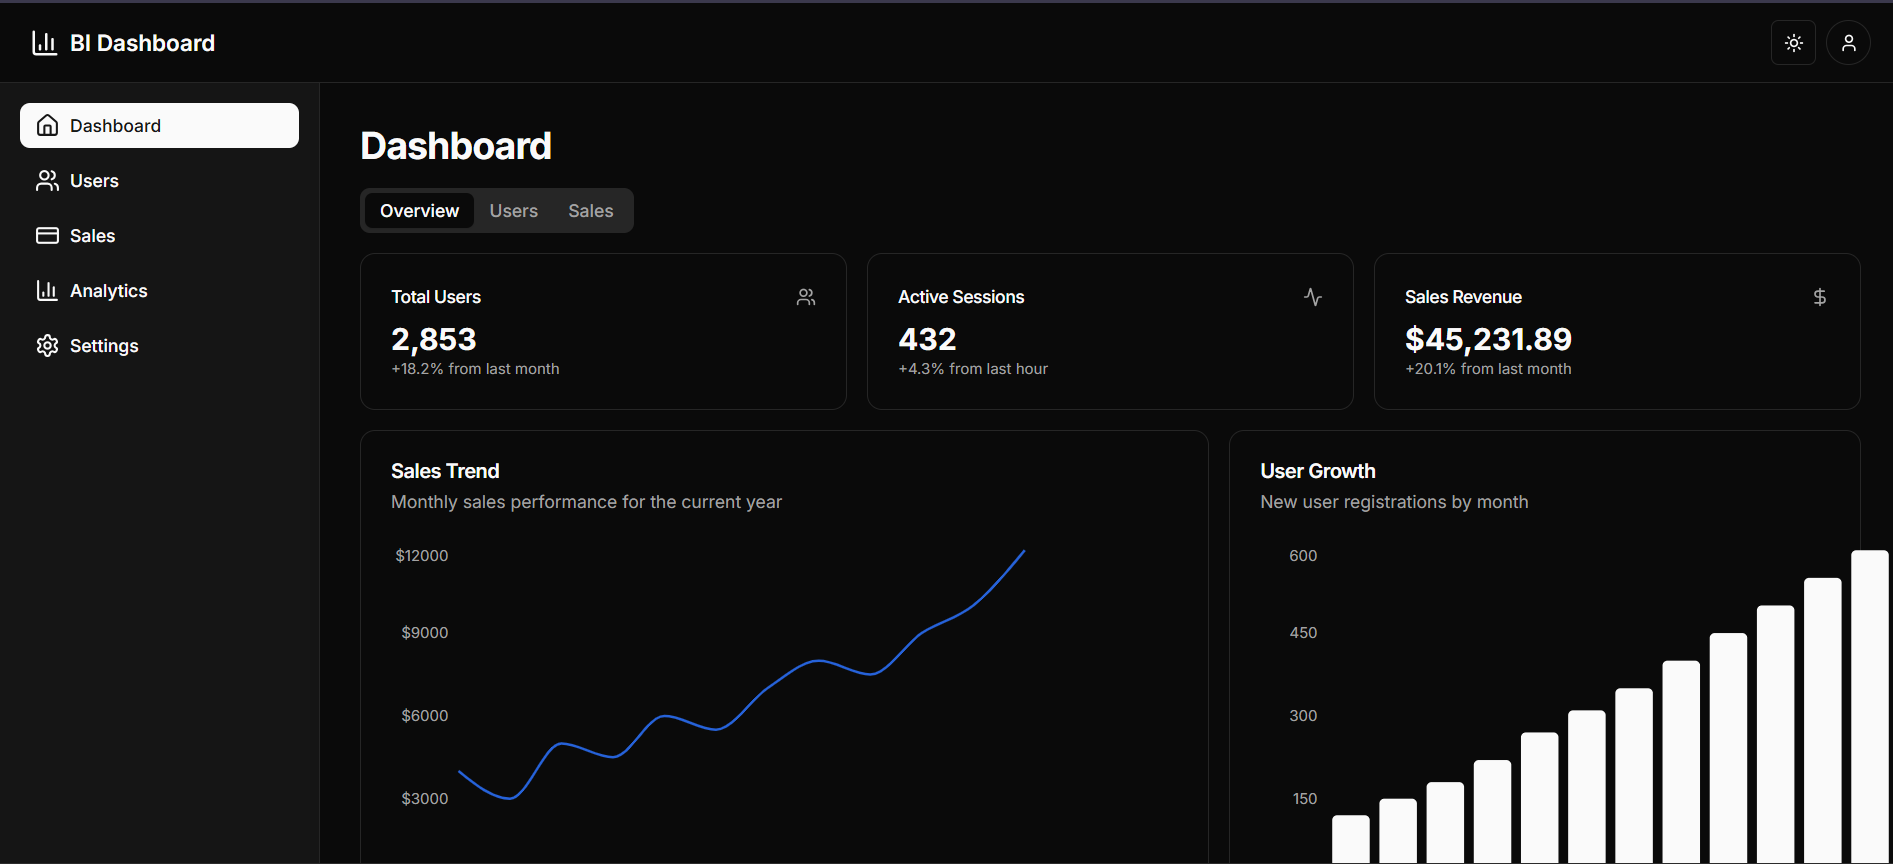 BI Dashboard
Dashboard
Users
Sales
Analytics
Settings
Dashboard
Overview Users Sales
Total Users
2,853
+18.2% from last month
Active Sessions
432
+4.3% from last hour
Sales Revenue
$45,231.89
+20.1% from last month
Sales Trend
Monthly sales performance for the current year
$12000
$9000
$6000
$3000
User Growth
New user registrations by month
600
450
300
150